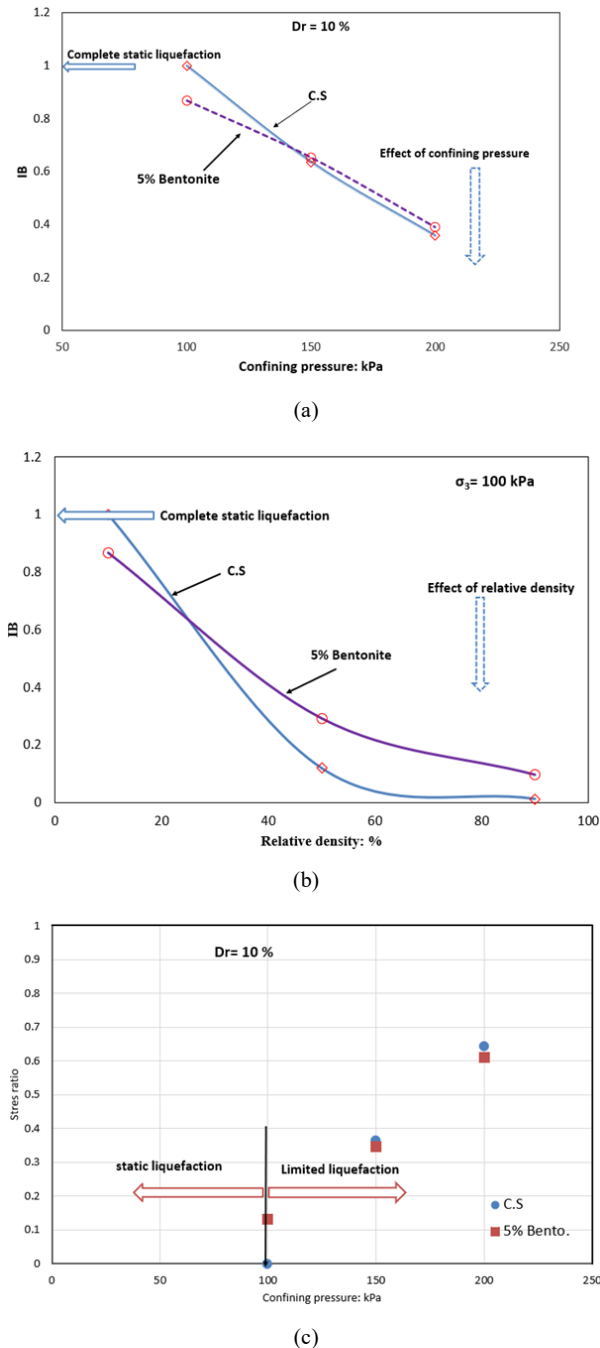 Dr = 10 %
1.2
Complete static liquefaction
1
C.S
0.8
Effect of confining pressure
IB
0.6
5% Bentonite
0.4
0.2
0
50 100 150 200 250
Confining pressure: kPa
(a)
1.2
σ3= 100 kPa
1
Complete static liquefaction
C.S
0.8
Effect of relative density
IB
0.6
5% Bentonite
0.4
0.2
0
0 20 40 60 80 100
Relative density: %
(b)
1
Dr= 10 %
0.9
0.8
0.7
0.6
Stres ratio
0.5
0.4
0.3
static liquefaction Limited liquefaction
0.2
C.S
0.1
5% Bento.
0
0 50 100 150 200 250
Confining pressure: kPa
(c)